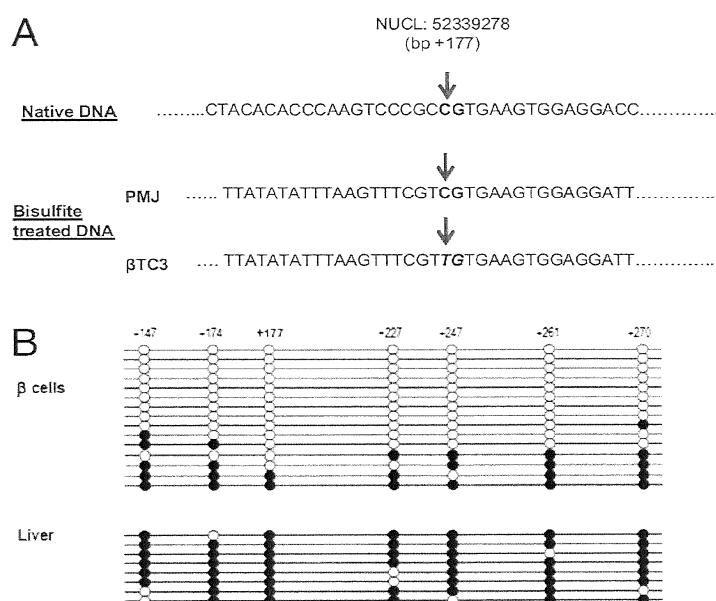 A
NUCL: 52339278
(bp +177)
Native DNA ........CTACACACCCAAGTCCCGCCGTGAAGTGGAGGACC.............
Bisulfite treated DNA
PMJ ...... TTATATATTTAAGTTTCGTCGTGAAGTGGAGGATT.............
βTC3 .... TTATATATTTAAGTTTCGTTGTGAAGTGGAGGATT.............
B
+147 +174 +177 +227 +247 +261 +270
β cells
Liver